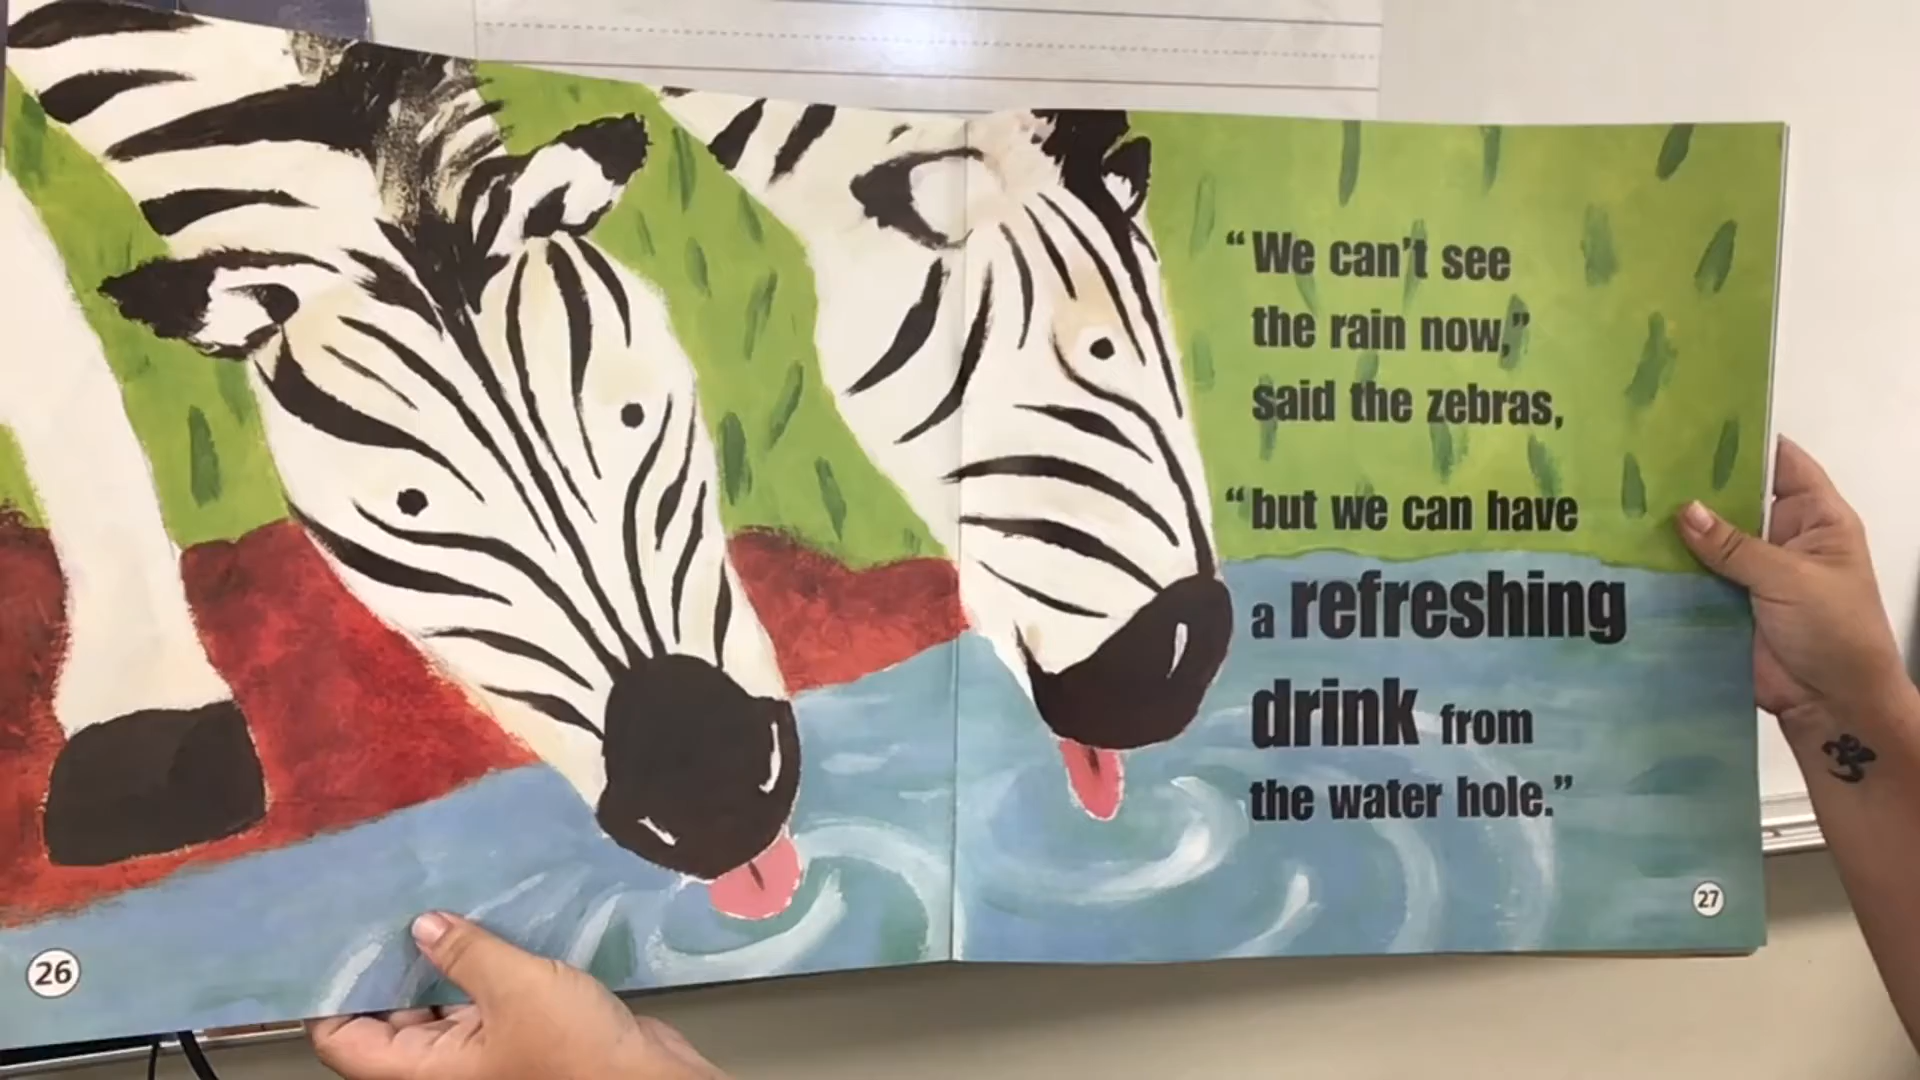 “We can't see
the rain now,”
said the zebras,
“but we can have
a refreshing
drink from
the water hole.”
26
27